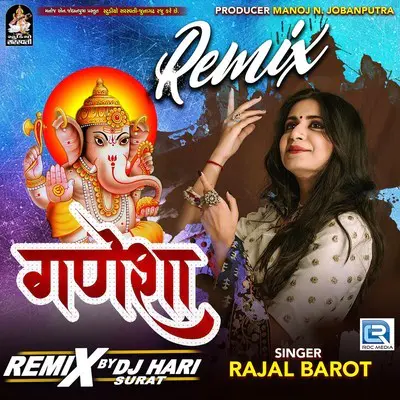 PRODUCER MANOJ N. JOBANPUTRA
Remix
गणेशा
REMIX BY DJ HARI
SURAT
SINGER
RAJAL BAROT
RDC MEDIA